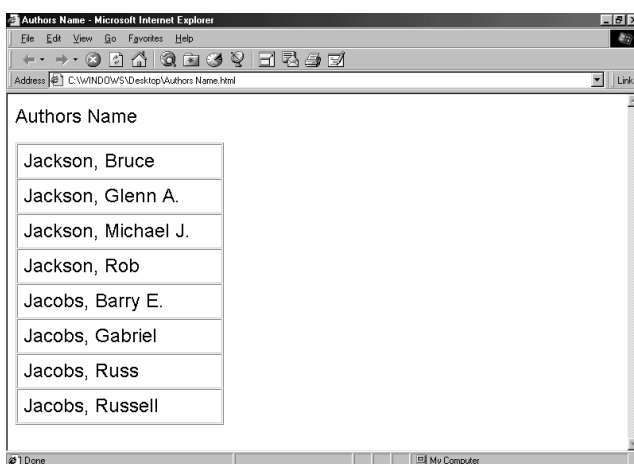 Authors Name - Microsoft Internet Explorer
File Edit View Go Favorites Help
Address C:\WINDOWS\Desktop\Authors Name.html Link
Authors Name
Jackson, Bruce
Jackson, Glenn A.
Jackson, Michael J.
Jackson, Rob
Jacobs, Barry E.
Jacobs, Gabriel
Jacobs, Russ
Jacobs, Russell
Done My Computer